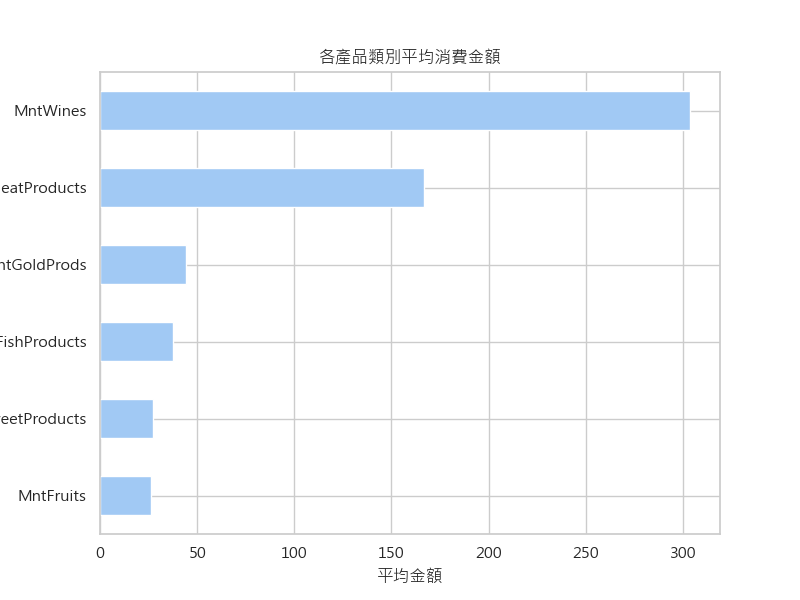 各產品類別平均消費金額
MntWines
eatProducts
ntGoldProds
FishProducts
eetProducts
MntFruits
0 50 100 150 200 250 300
平均金額